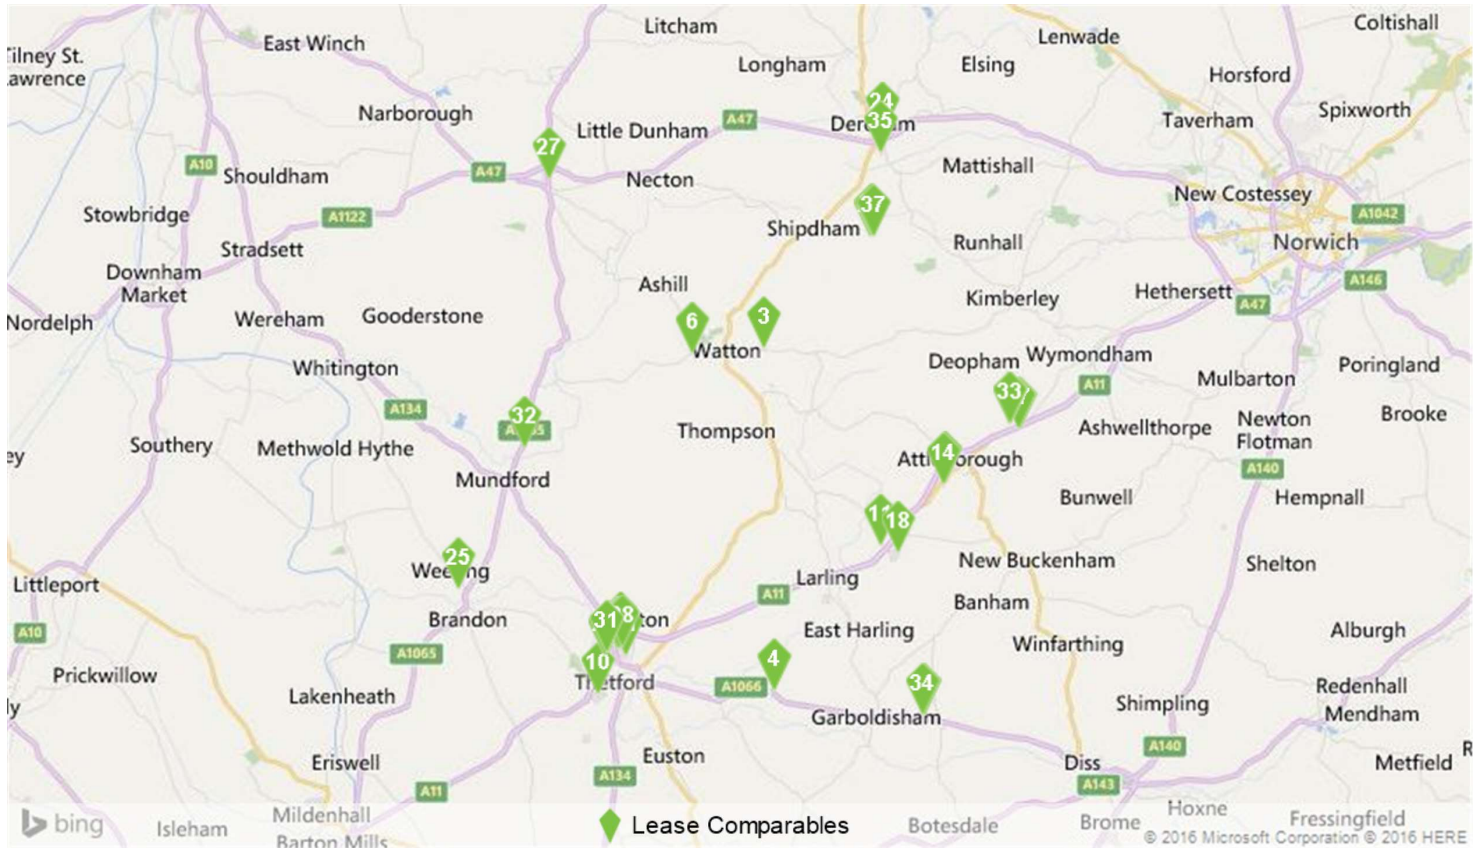 Litcham
Coltishall
East Winch
Lenwade
Tilney St.
Lawrence
Longham
Elsing
Horsford
Narborough
24
Spixworth
Little Dunham
A47
35
Taverham
27
A10
Shouldham
A47
Necton
Mattishall
New Costessey
A1122
Stowbridge
37
A1042
Shipdham
Stradsett
Runhall
Norwich
Downham
Market
Ashill
A146
Kimberley
Hethersett
A47
Nordelph
Wereham
Gooderstone
6
3
Watton
Deopham
Wymondham
Whitington
Poringland
Mulbarton
A11
33
A134
32
Brooke
Newton
Flotman
Southery
Methwold Hythe
Thompson
Ashwellthorpe
14
ey
Mundford
A140
Bunwell
Hempnall
18
25
New Buckenham
Shelton
Littleport
Larling
A11
Banham
Brandon
31
ton
East Harling
A10
Alburgh
Winfarthing
A1065
10
4
Prickwillow
Thetford
A1066
34
Lakenheath
Redenhall
ly
Garboldisham
Shimpling
Mendham
Euston
A140
Eriswell
Diss
Metfield
R
A134
A143
A11
Mildenhall
Hoxne
bing
Isleham
Lease Comparables
Botesdale
Brome
Fressingfield
Barton Mills
© 2016 Microsoft Corporation © 2016 HERE